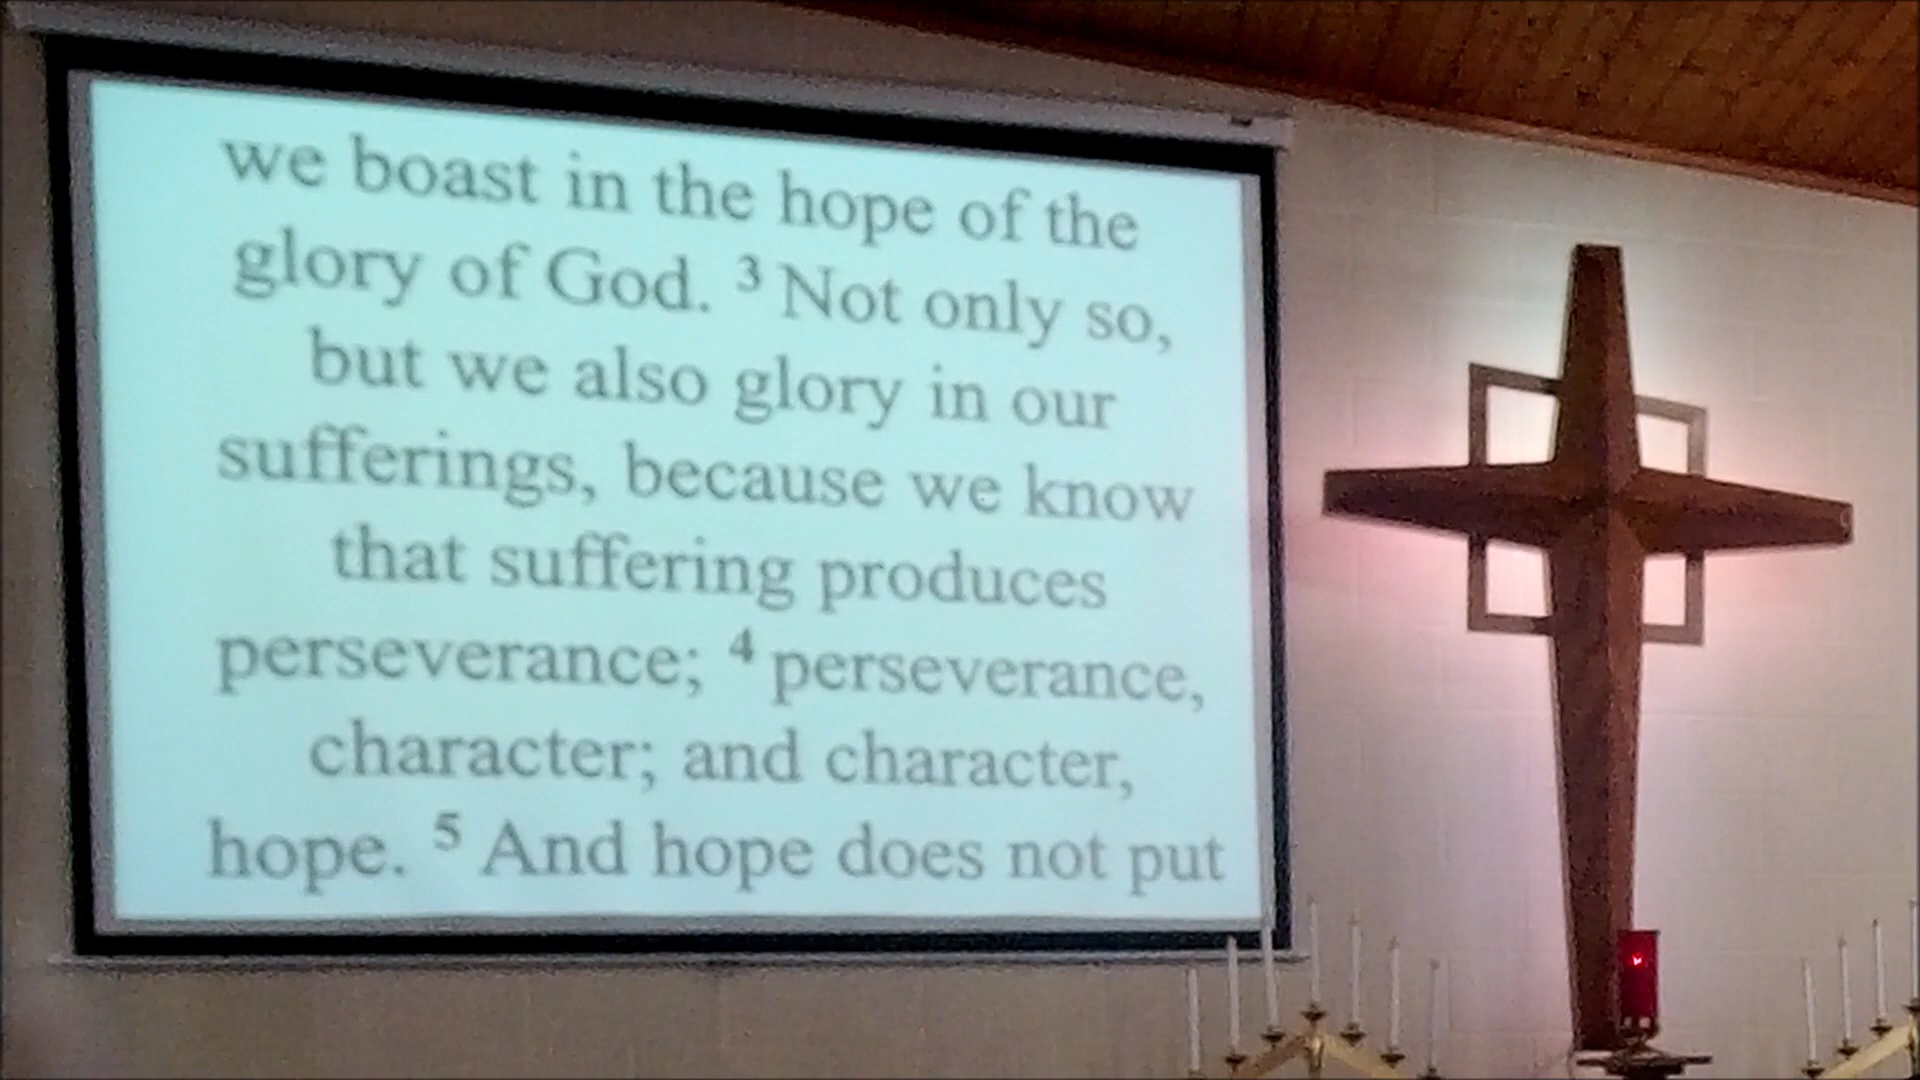 we boast in the hope of the
glory of God. ³ Not only so,
but we also glory in our
sufferings, because we know
that suffering produces
perseverance; ⁴ perseverance,
character; and character,
hope. ⁵ And hope does not put